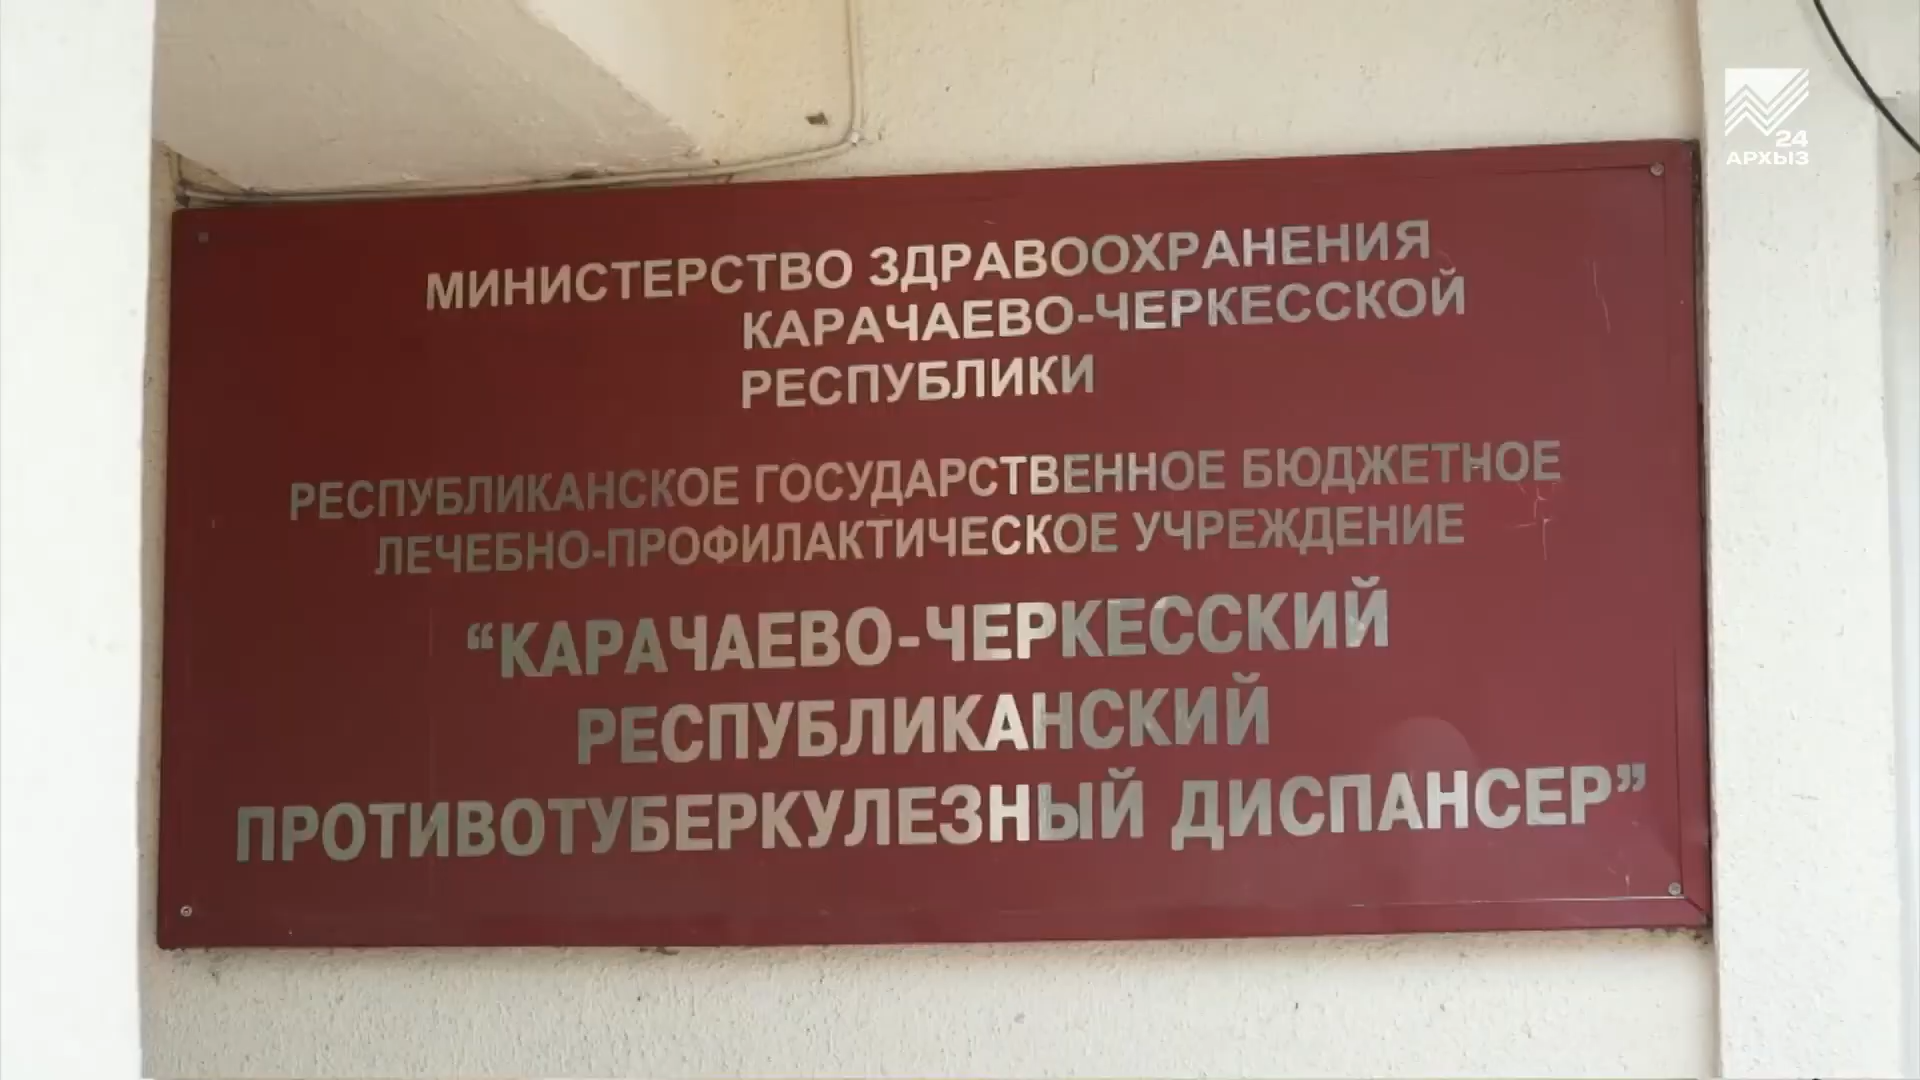 24
АРХЫЗ
МИНИСТЕРСТВО ЗДРАВООХРАНЕНИЯ
КАРАЧАЕВО-ЧЕРКЕССКОЙ
РЕСПУБЛИКИ
РЕСПУБЛИКАНСКОЕ ГОСУДАРСТВЕННОЕ БЮДЖЕТНОЕ
ЛЕЧЕБНО-ПРОФИЛАКТИЧЕСКОЕ УЧРЕЖДЕНИЕ
“КАРАЧАЕВО-ЧЕРКЕССКИЙ
РЕСПУБЛИКАНСКИЙ
ПРОТИВОТУБЕРКУЛЕЗНЫЙ ДИСПАНСЕР”